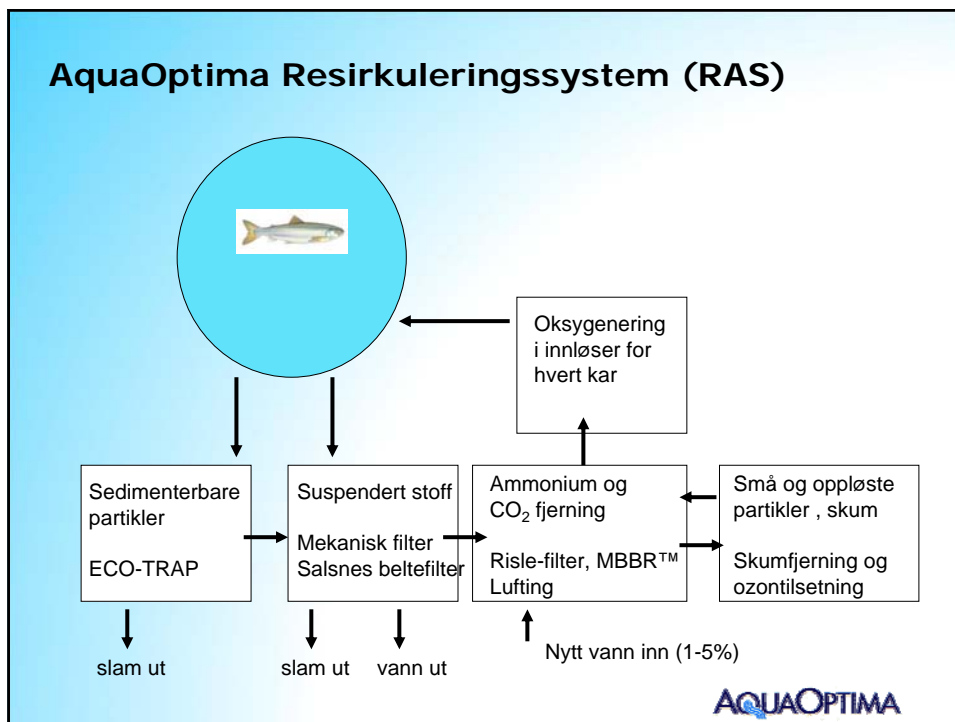 AquaOptima Resirkuleringssystem (RAS)
Oksygenering
i innløser for
hvert kar
Sedimenterbare
partikler
ECO-TRAP
Suspendert stoff
Mekanisk filter
Salsnes beltefilter
Ammonium og
CO₂ fjerning
Risle-filter, MBBR™
Lufting
Små og oppløste
partikler , skum
Skumfjerning og
ozontilsetning
slam ut
slam ut
vann ut
Nytt vann inn (1-5%)
AQUAOPTIMA